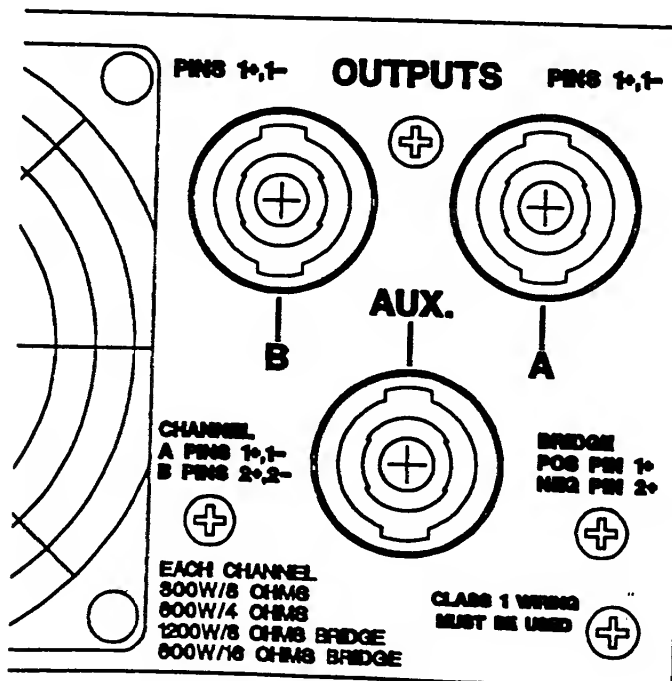 PINS 1+,1- OUTPUTS PINS 1+,1-
AUX.
B
A
CHANNEL
A PINS 1+,1-
B PINS 2+,2-
BRIDGE
POS PIN 1+
NEG PIN 2+
EACH CHANNEL
300W/8 OHMS
600W/4 OHMS
1200W/8 OHMS BRIDGE
600W/16 OHMS BRIDGE
CLASS 1 WIRING
MUST BE USED